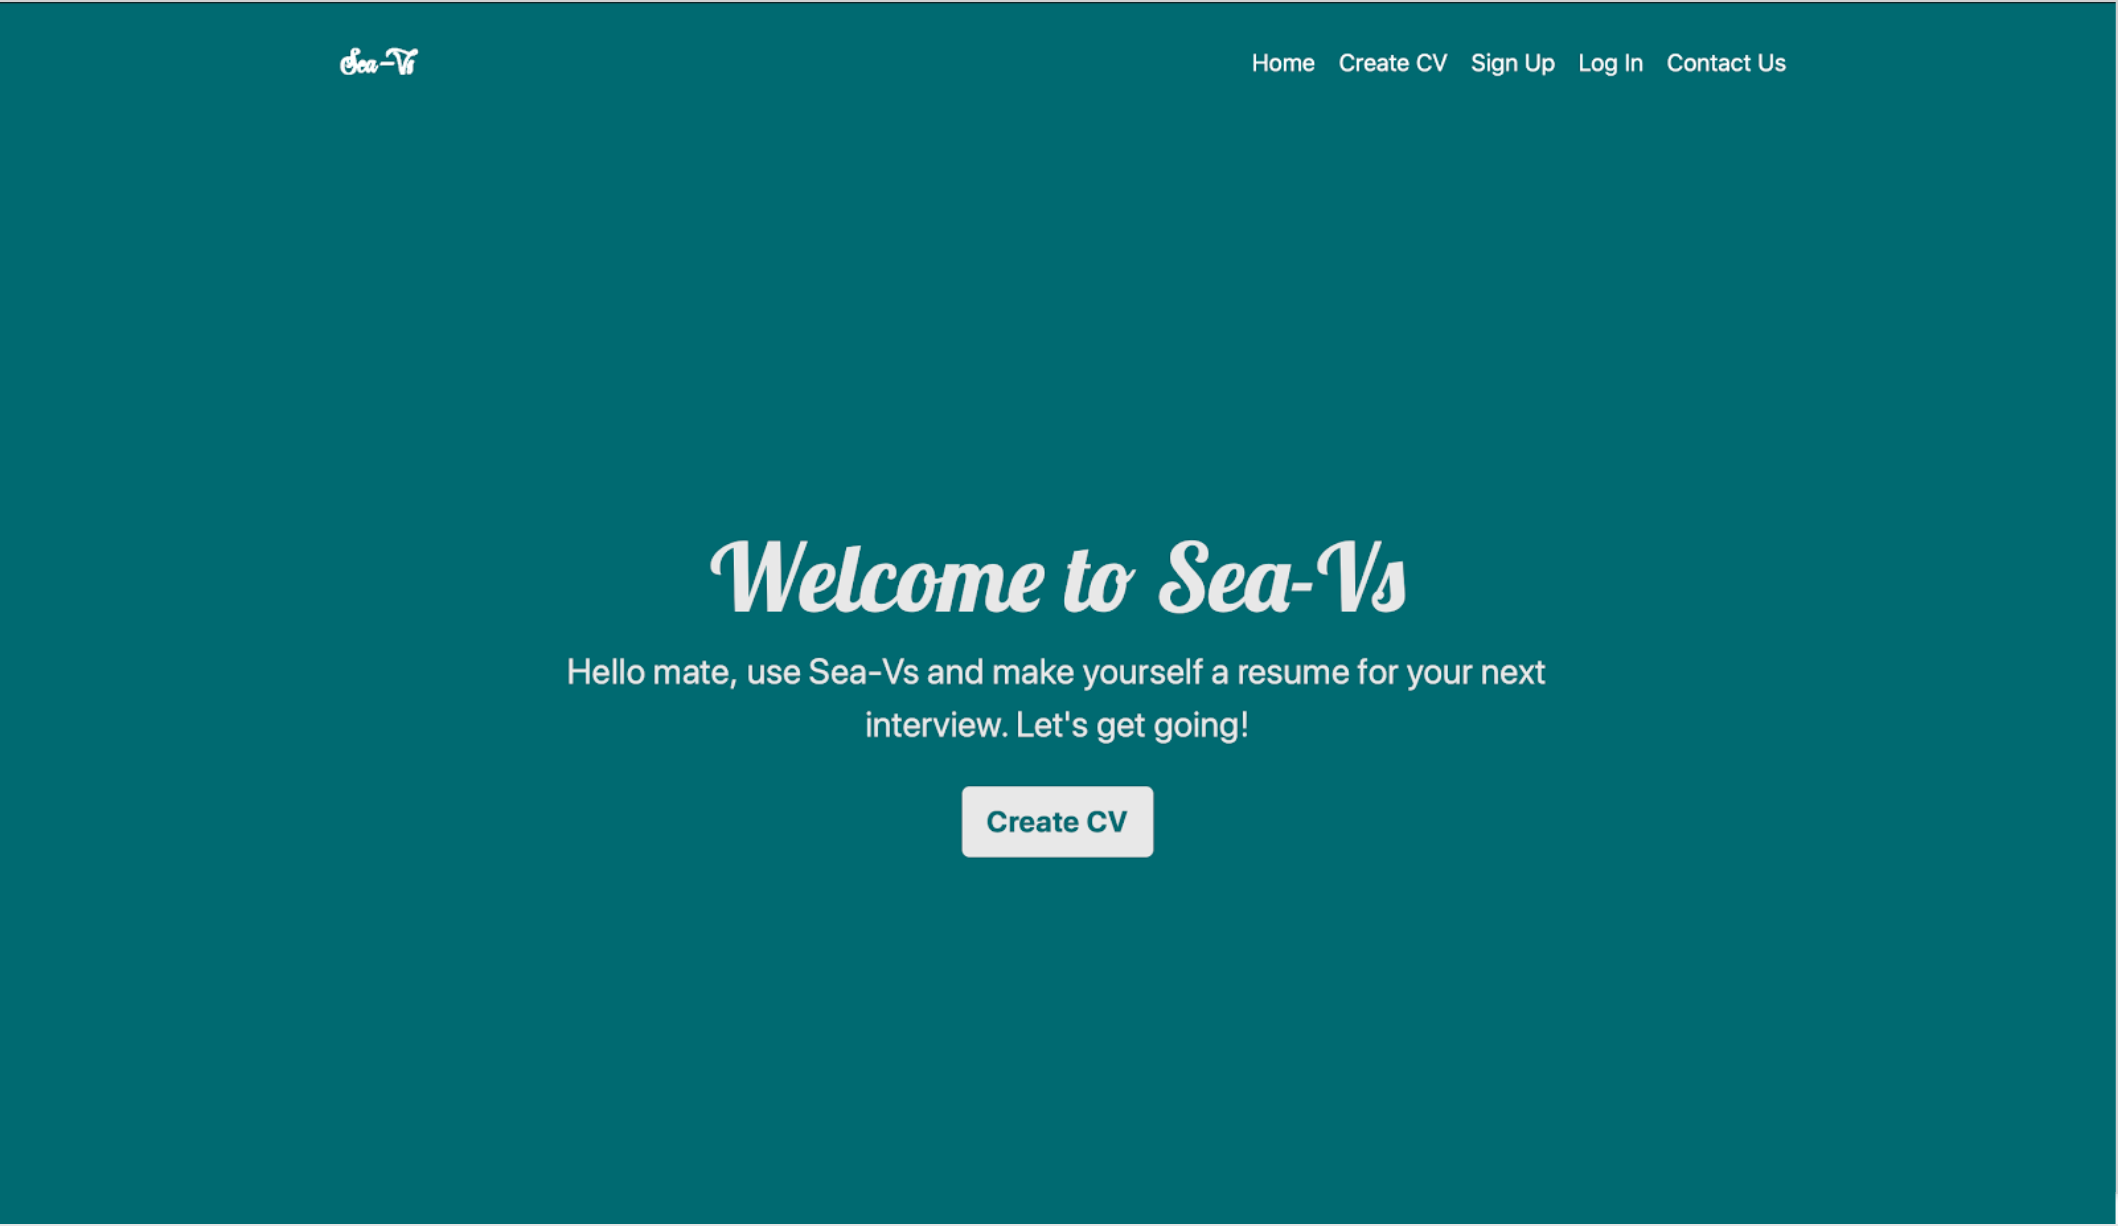 Sea-Vs
Home Create CV Sign Up Log In Contact Us
Welcome to Sea-Vs
Hello mate, use Sea-Vs and make yourself a resume for your next
interview. Let's get going!
Create CV